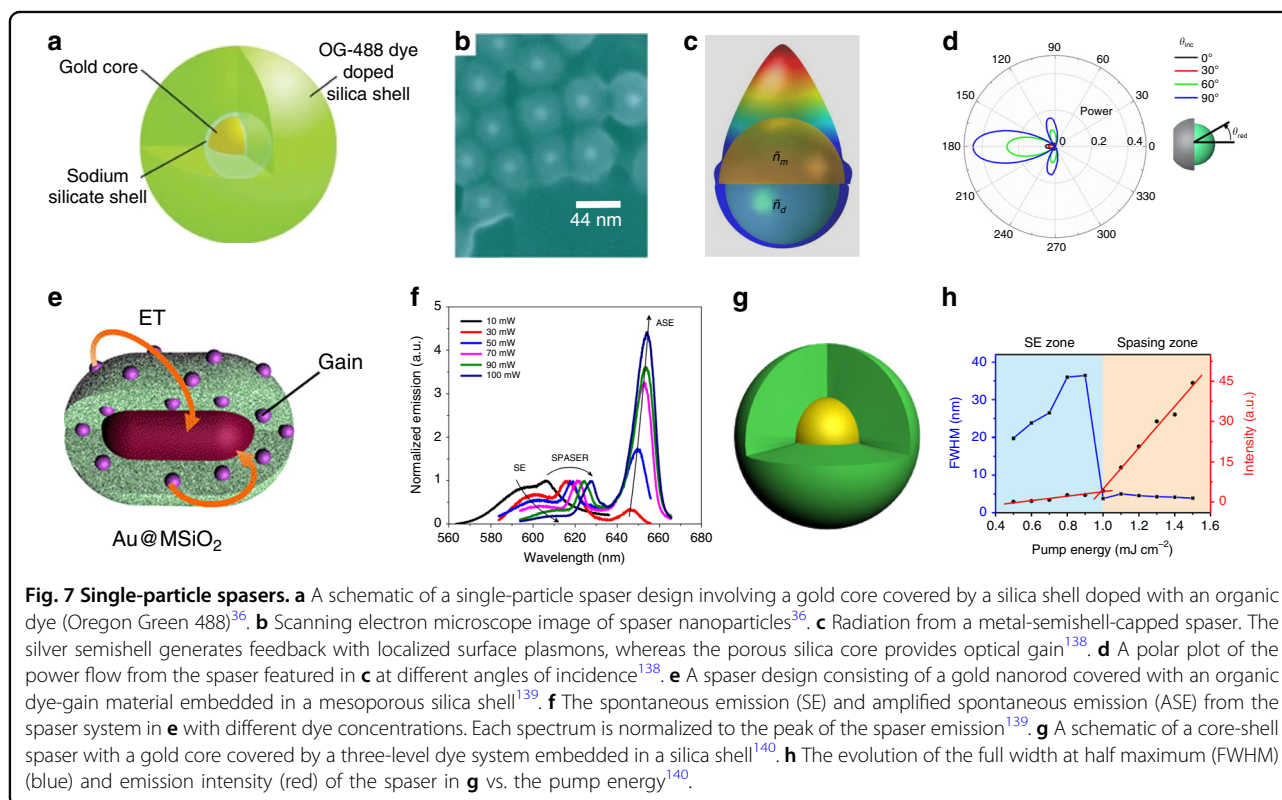 a
Gold core
OG-488 dye
doped
silica shell
Sodium
silicate shell
b
44 nm
c
ñm
ñd
d
90
120
60
150
30
Power
180
0
0.2
0.4
0
210
330
240
300
270
θinc
0°
30°
60°
90°
θred
e
ET
Gain
Au@MSiO2
f
5
4
3
2
1
0
Normalized emission (a.u.)
10 mW
30 mW
50 mW
70 mW
90 mW
100 mW
ASE
SE
SPASER
560 580 600 620 640 660 680
Wavelength (nm)
g
h
SE zone
Spasing zone
40
30
20
10
5
0
FWHM (nm)
45
30
15
0
Intensity (a.u.)
0.4 0.6 0.8 1.0 1.2 1.4 1.6
Pump energy (mJ cm−2)
Fig. 7 Single-particle spasers. a A schematic of a single-particle spaser design involving a gold core covered by a silica shell doped with an organic
dye (Oregon Green 488)36. b Scanning electron microscope image of spaser nanoparticles36. c Radiation from a metal-semishell-capped spaser. The
silver semishell generates feedback with localized surface plasmons, whereas the porous silica core provides optical gain138. d A polar plot of the
power flow from the spaser featured in c at different angles of incidence138. e A spaser design consisting of a gold nanorod covered with an organic
dye-gain material embedded in a mesoporous silica shell139. f The spontaneous emission (SE) and amplified spontaneous emission (ASE) from the
spaser system in e with different dye concentrations. Each spectrum is normalized to the peak of the spaser emission139. g A schematic of a core-shell
spaser with a gold core covered by a three-level dye system embedded in a silica shell140. h The evolution of the full width at half maximum (FWHM)
(blue) and emission intensity (red) of the spaser in g vs. the pump energy140.